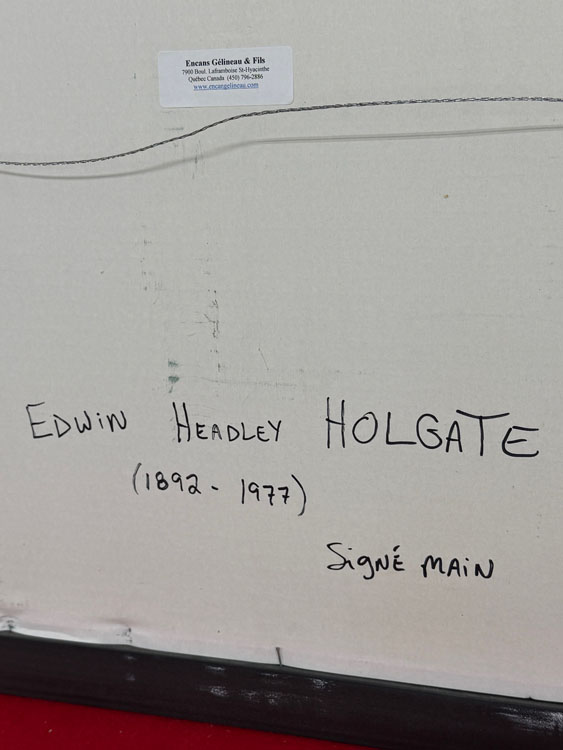 Encans Gélineau & Fils
7900 Boul. Laframboise St-Hyacinthe
Québec Canada (450) 796-2886
www.encangelineau.com
EDWiN HEADLEY HOLGATE
(1892 - 1977)
SignÉ MAiN